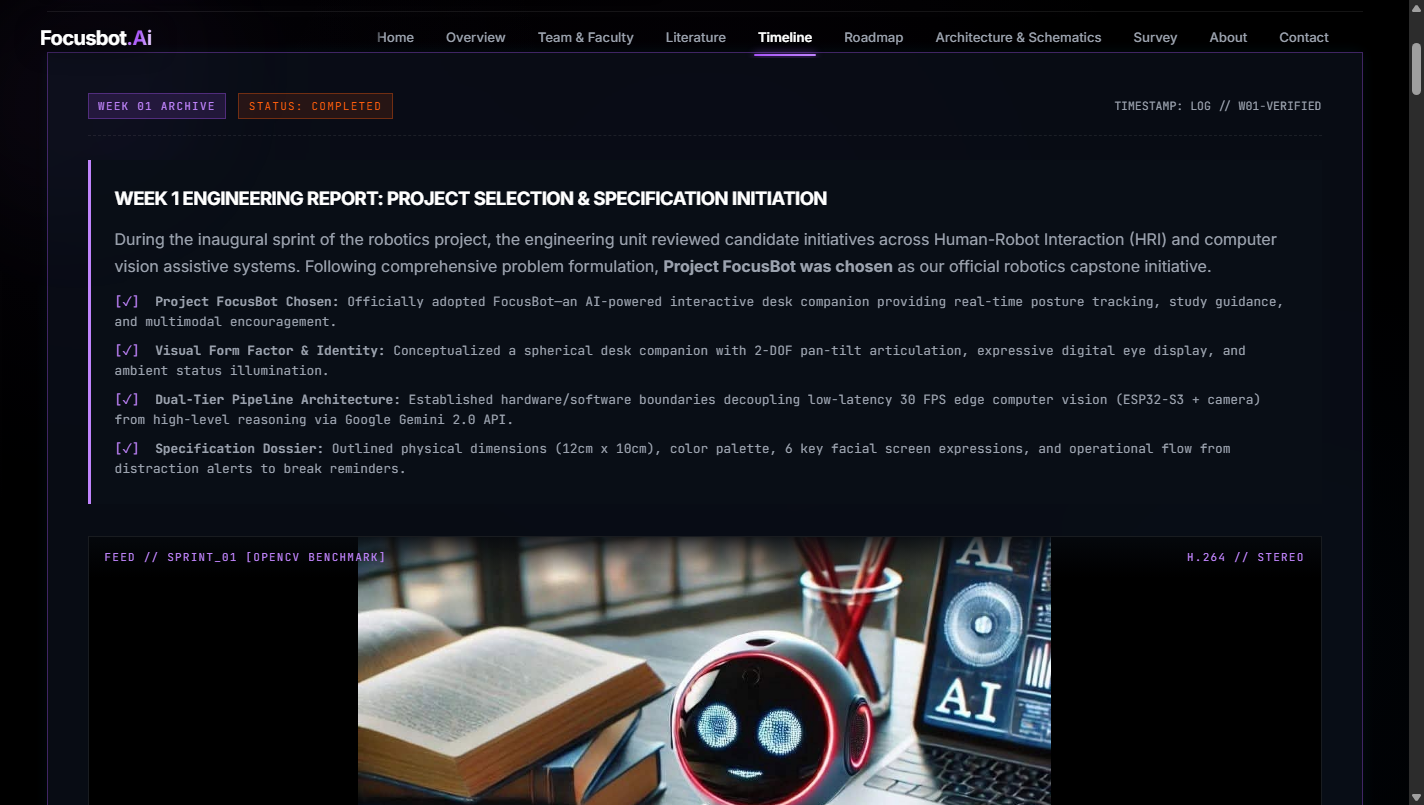 Focusbot.Ai
Home Overview Team & Faculty Literature Timeline Roadmap Architecture & Schematics Survey About Contact
WEEK 01 ARCHIVE STATUS: COMPLETED TIMESTAMP: LOG // W01-VERIFIED
WEEK 1 ENGINEERING REPORT: PROJECT SELECTION & SPECIFICATION INITIATION
During the inaugural sprint of the robotics project, the engineering unit reviewed candidate initiatives across Human-Robot Interaction (HRI) and computer
vision assistive systems. Following comprehensive problem formulation, Project FocusBot was chosen as our official robotics capstone initiative.
[✓] Project FocusBot Chosen: Officially adopted FocusBot—an AI-powered interactive desk companion providing real-time posture tracking, study guidance,
and multimodal encouragement.
[✓] Visual Form Factor & Identity: Conceptualized a spherical desk companion with 2-DOF pan-tilt articulation, expressive digital eye display, and
ambient status illumination.
[✓] Dual-Tier Pipeline Architecture: Established hardware/software boundaries decoupling low-latency 30 FPS edge computer vision (ESP32-S3 + camera)
from high-level reasoning via Google Gemini 2.0 API.
[✓] Specification Dossier: Outlined physical dimensions (12cm x 10cm), color palette, 6 key facial screen expressions, and operational flow from
distraction alerts to break reminders.
FEED // SPRINT_01 [OPENCV BENCHMARK] H.264 // STEREO
AI
AI